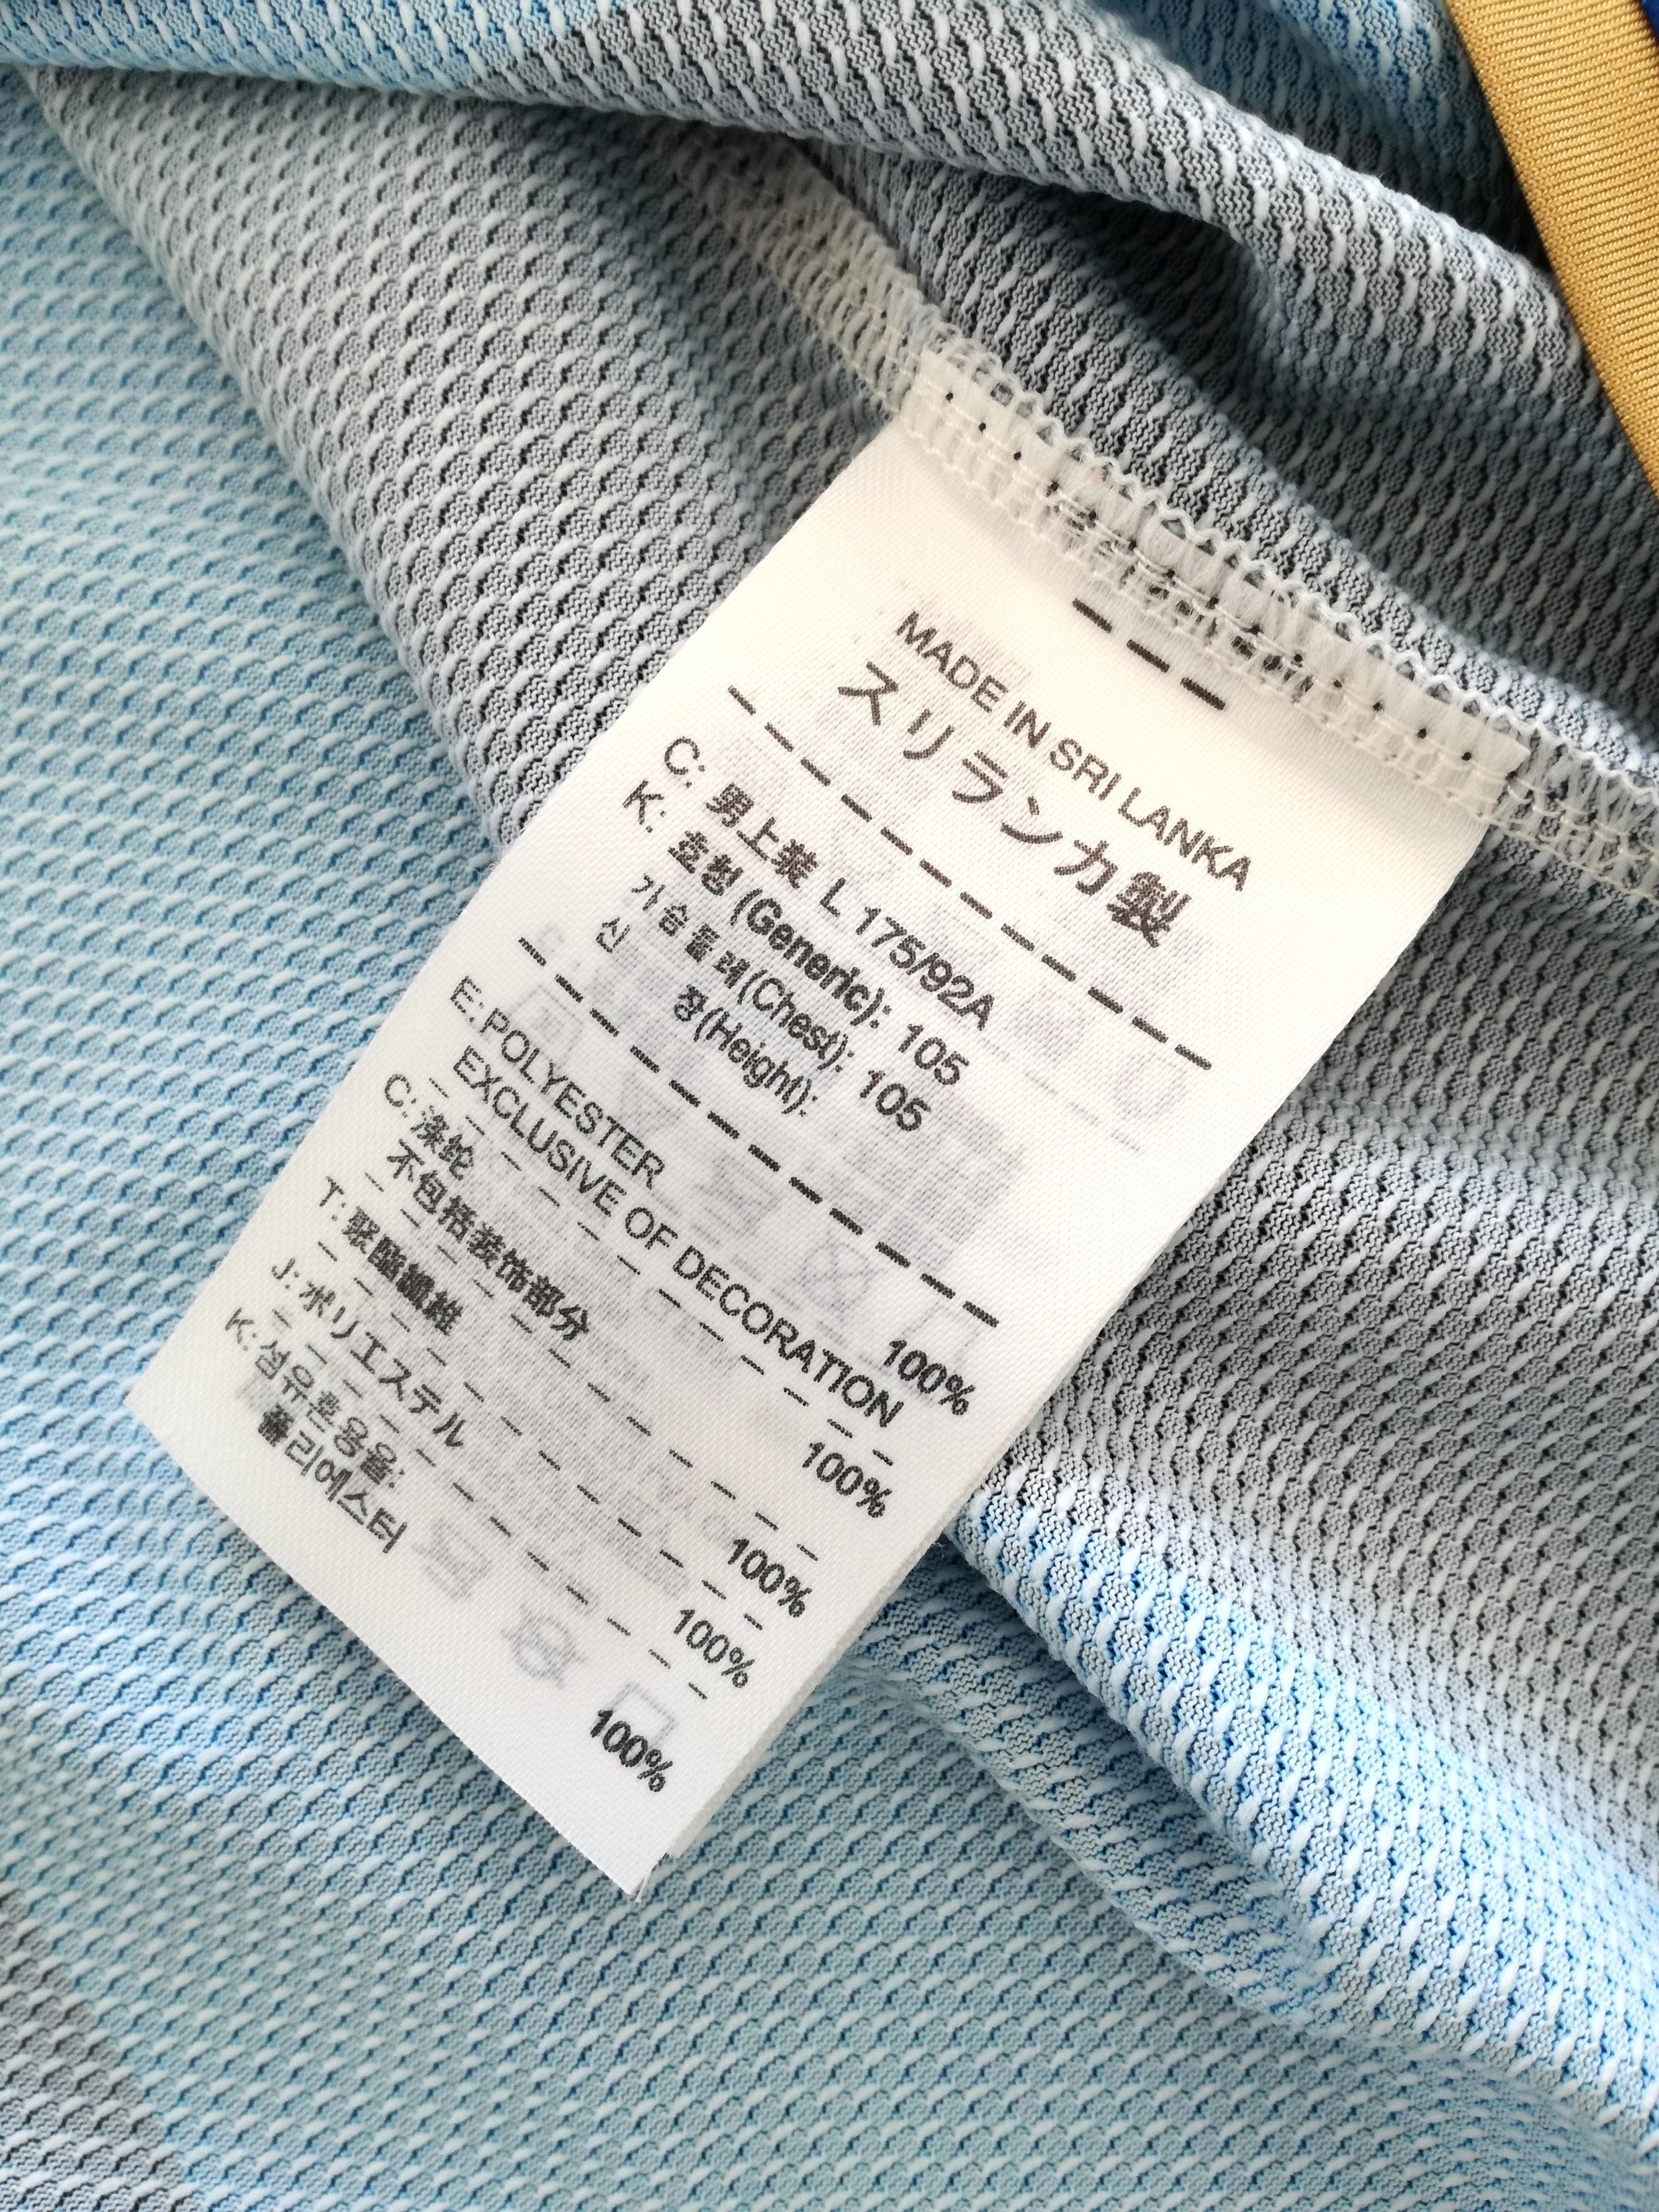 MADE IN SRI LANKA
スリランカ製
C: 男上装 L 175/92A
K: 호칭 (Generic): 105
가슴둘레(Chest): 105
신 장(Height):
E: POLYESTER 100%
EXCLUSIVE OF DECORATION
C: 涤纶 100%
不包括装饰部分
T: 聚酯纖維 100%
J: ポリエステル 100%
K: 섬유혼용율:
폴리에스터 100%